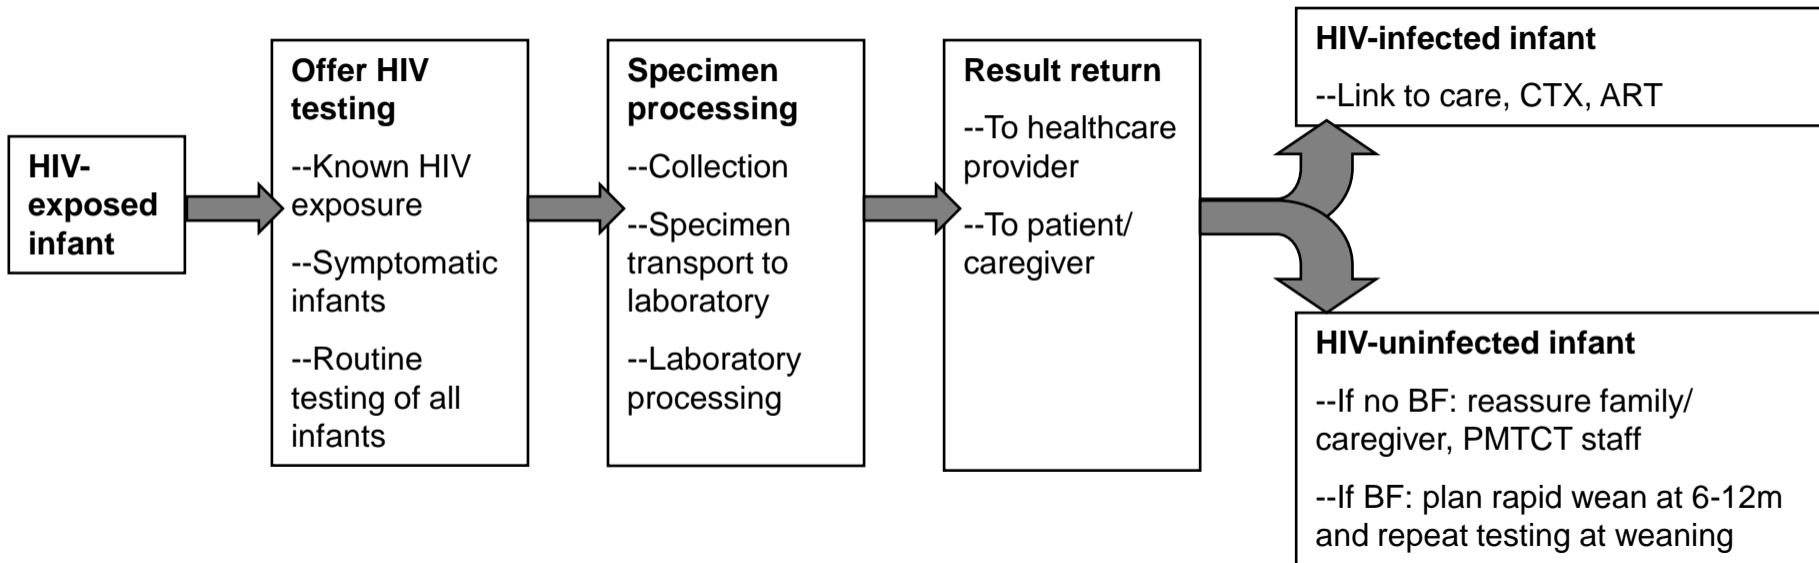 HIV-
exposed
infant
Offer HIV
testing
--Known HIV
exposure
--Symptomatic
infants
--Routine
testing of all
infants
Specimen
processing
--Collection
--Specimen
transport to
laboratory
--Laboratory
processing
Result return
--To healthcare
provider
--To patient/
caregiver
HIV-infected infant
--Link to care, CTX, ART
HIV-uninfected infant
--If no BF: reassure family/
caregiver, PMTCT staff
--If BF: plan rapid wean at 6-12m
and repeat testing at weaning